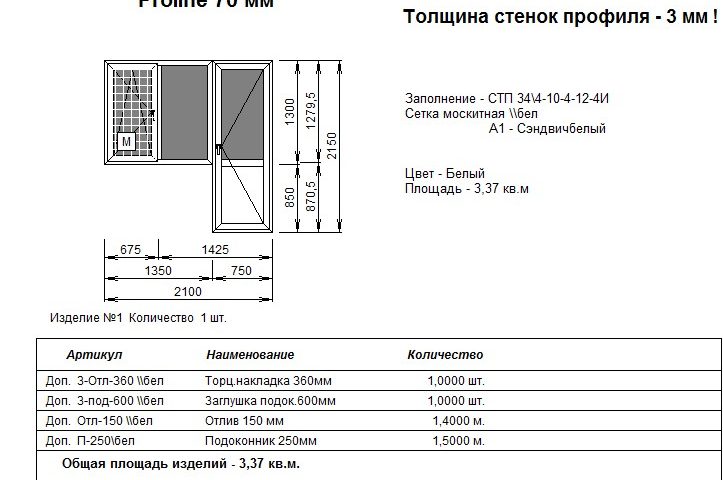 Proline 70 мм
Толщина стенок профиля - 3 мм !
М
1300
1279,5
2150
850
870,5
675
1425
1350
750
2100
Заполнение - СТП 34\4-10-4-12-4И
Сетка москитная \\бел
А1 - Сэндвичбелый
Цвет - Белый
Площадь - 3,37 кв.м
Изделие №1 Количество 1 шт.
Артикул Наименование Количество
Доп. З-Отл-360 \\бел Торц.накладка 360мм 1,0000 шт.
Доп. З-под-600 \\бел Заглушка подок.600мм 1,0000 шт.
Доп. Отл-150 \\бел Отлив 150 мм 1,4000 м.
Доп. П-250\бел Подоконник 250мм 1,5000 м.
Общая площадь изделий - 3,37 кв.м.